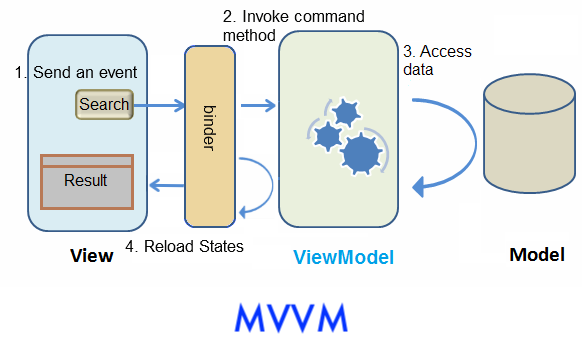 2. Invoke command
method
3. Access
data
1. Send an event
Search
binder
Result
4. Reload States
View
ViewModel
Model
MVVM